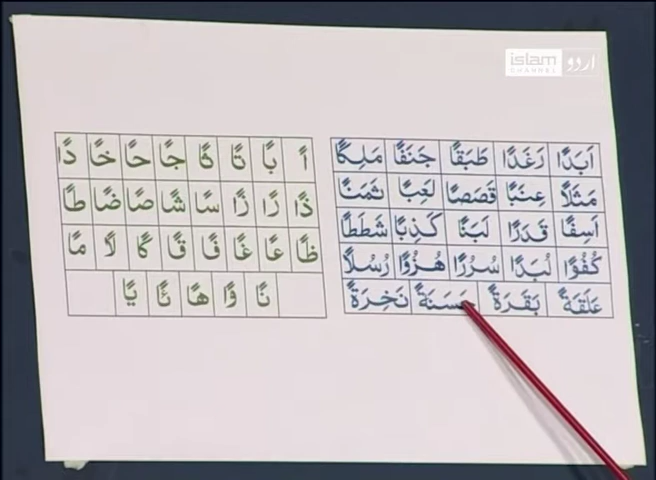 islam اردو
CHANNEL
اَبَدًا رَغَدًا طَبَقًا جَنَفًا مَلِكًا
مَثَلًا عِنَبًا قَصَصًا لَعِبًا ثَمَنًا
اَسِفًا قَدَرًا لَبَنًا كَذِبًا شَطَطًا
كُفُوًا لُبَدًا سُرُرًا هُزُوًا رُسُلًا
عَلَقَةً بَقَرَةً حَسَنَةً نَخِرَةً
اً بًا تًا ثًا جًا حًا خًا دًا
ذًا رًا زًا سًا شًا صًا ضًا طًا
ظًا عًا غًا فًا قًا كًا لًا مًا
نًا وًا هًا ئًا يًا